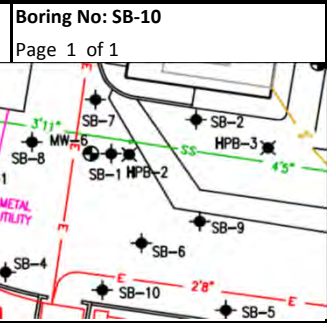 Boring No: SB-10
Page 1 of 1
E
SB-7
SB-2
3'11"
MW-6
SS
HPB-3
4'5"
SB-8
SB-1
HPB-2
E
1
METAL
UTILITY
E
SB-9
SB-6
SB-4
E
2'8"
E
SB-10
SB-5